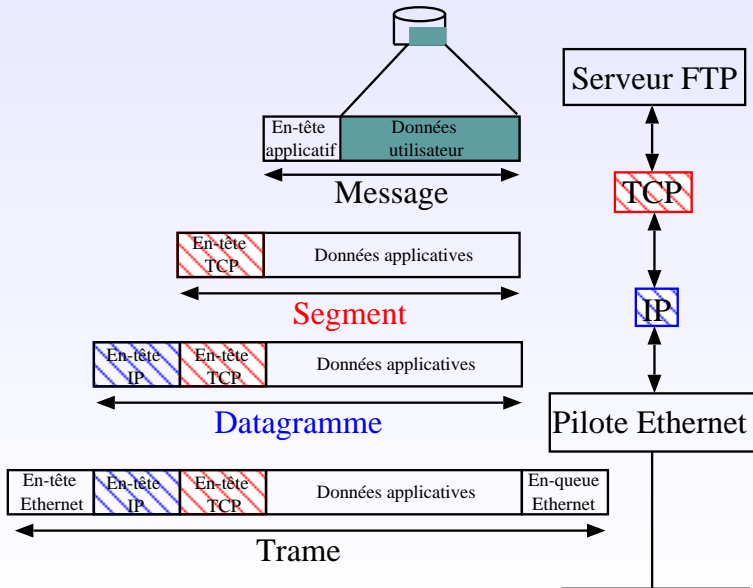 Serveur FTP
En-tête
applicatif
Données
utilisateur
Message
TCP
En-tête
TCP
Données applicatives
Segment
IP
En-tête
IP
En-tête
TCP
Données applicatives
Datagramme
Pilote Ethernet
En-tête
Ethernet
En-tête
IP
En-tête
TCP
Données applicatives
En-queue
Ethernet
Trame